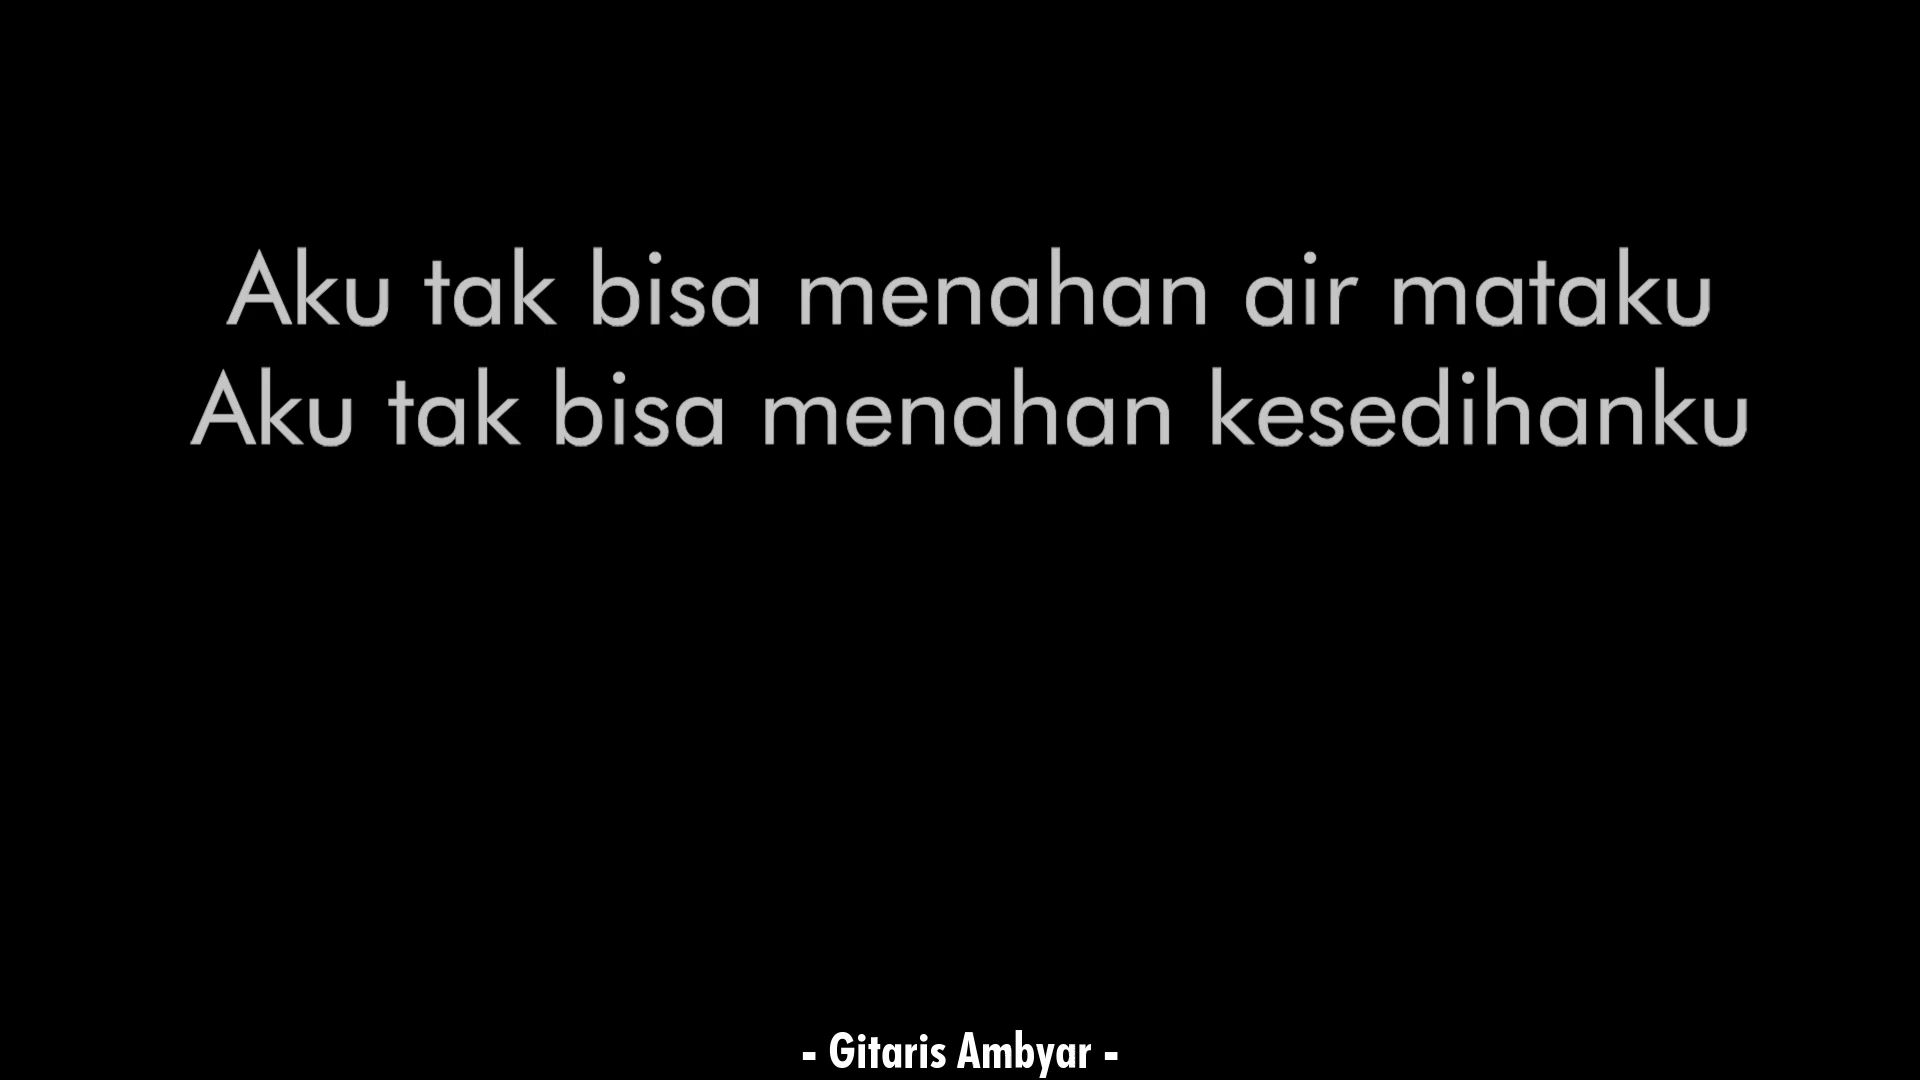 Aku tak bisa menahan air mataku
Aku tak bisa menahan kesedihanku
- Gitaris Ambyar -